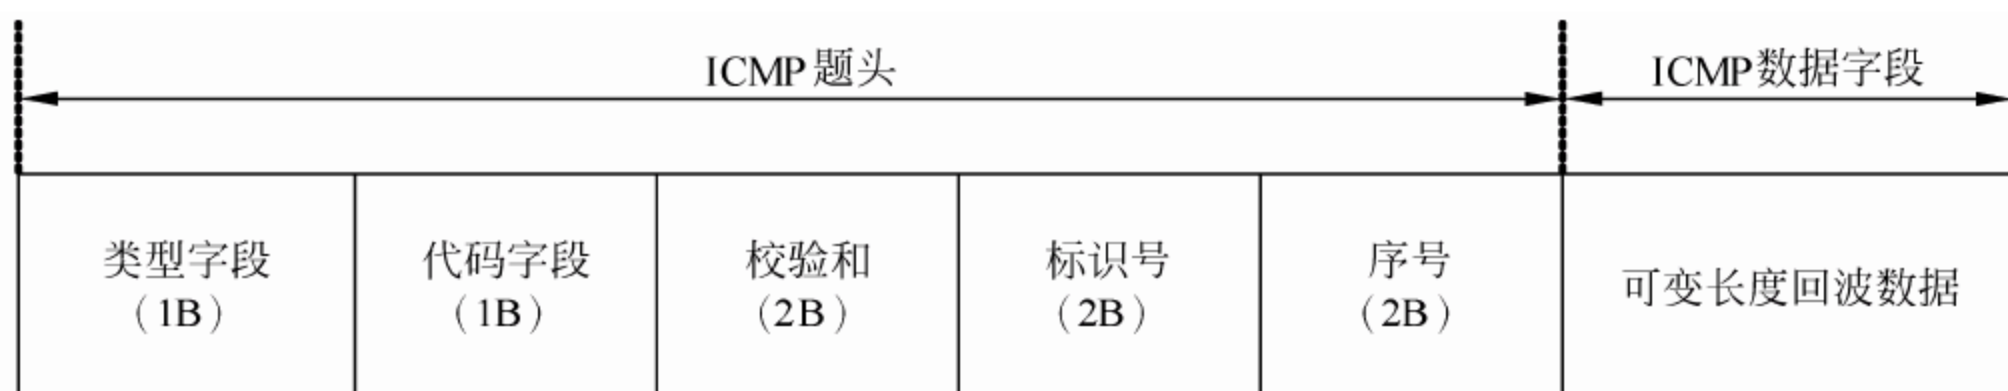 ICMP题头
ICMP数据字段
类型字段
（1B）
代码字段
（1B）
校验和
（2B）
标识号
（2B）
序号
（2B）
可变长度回波数据